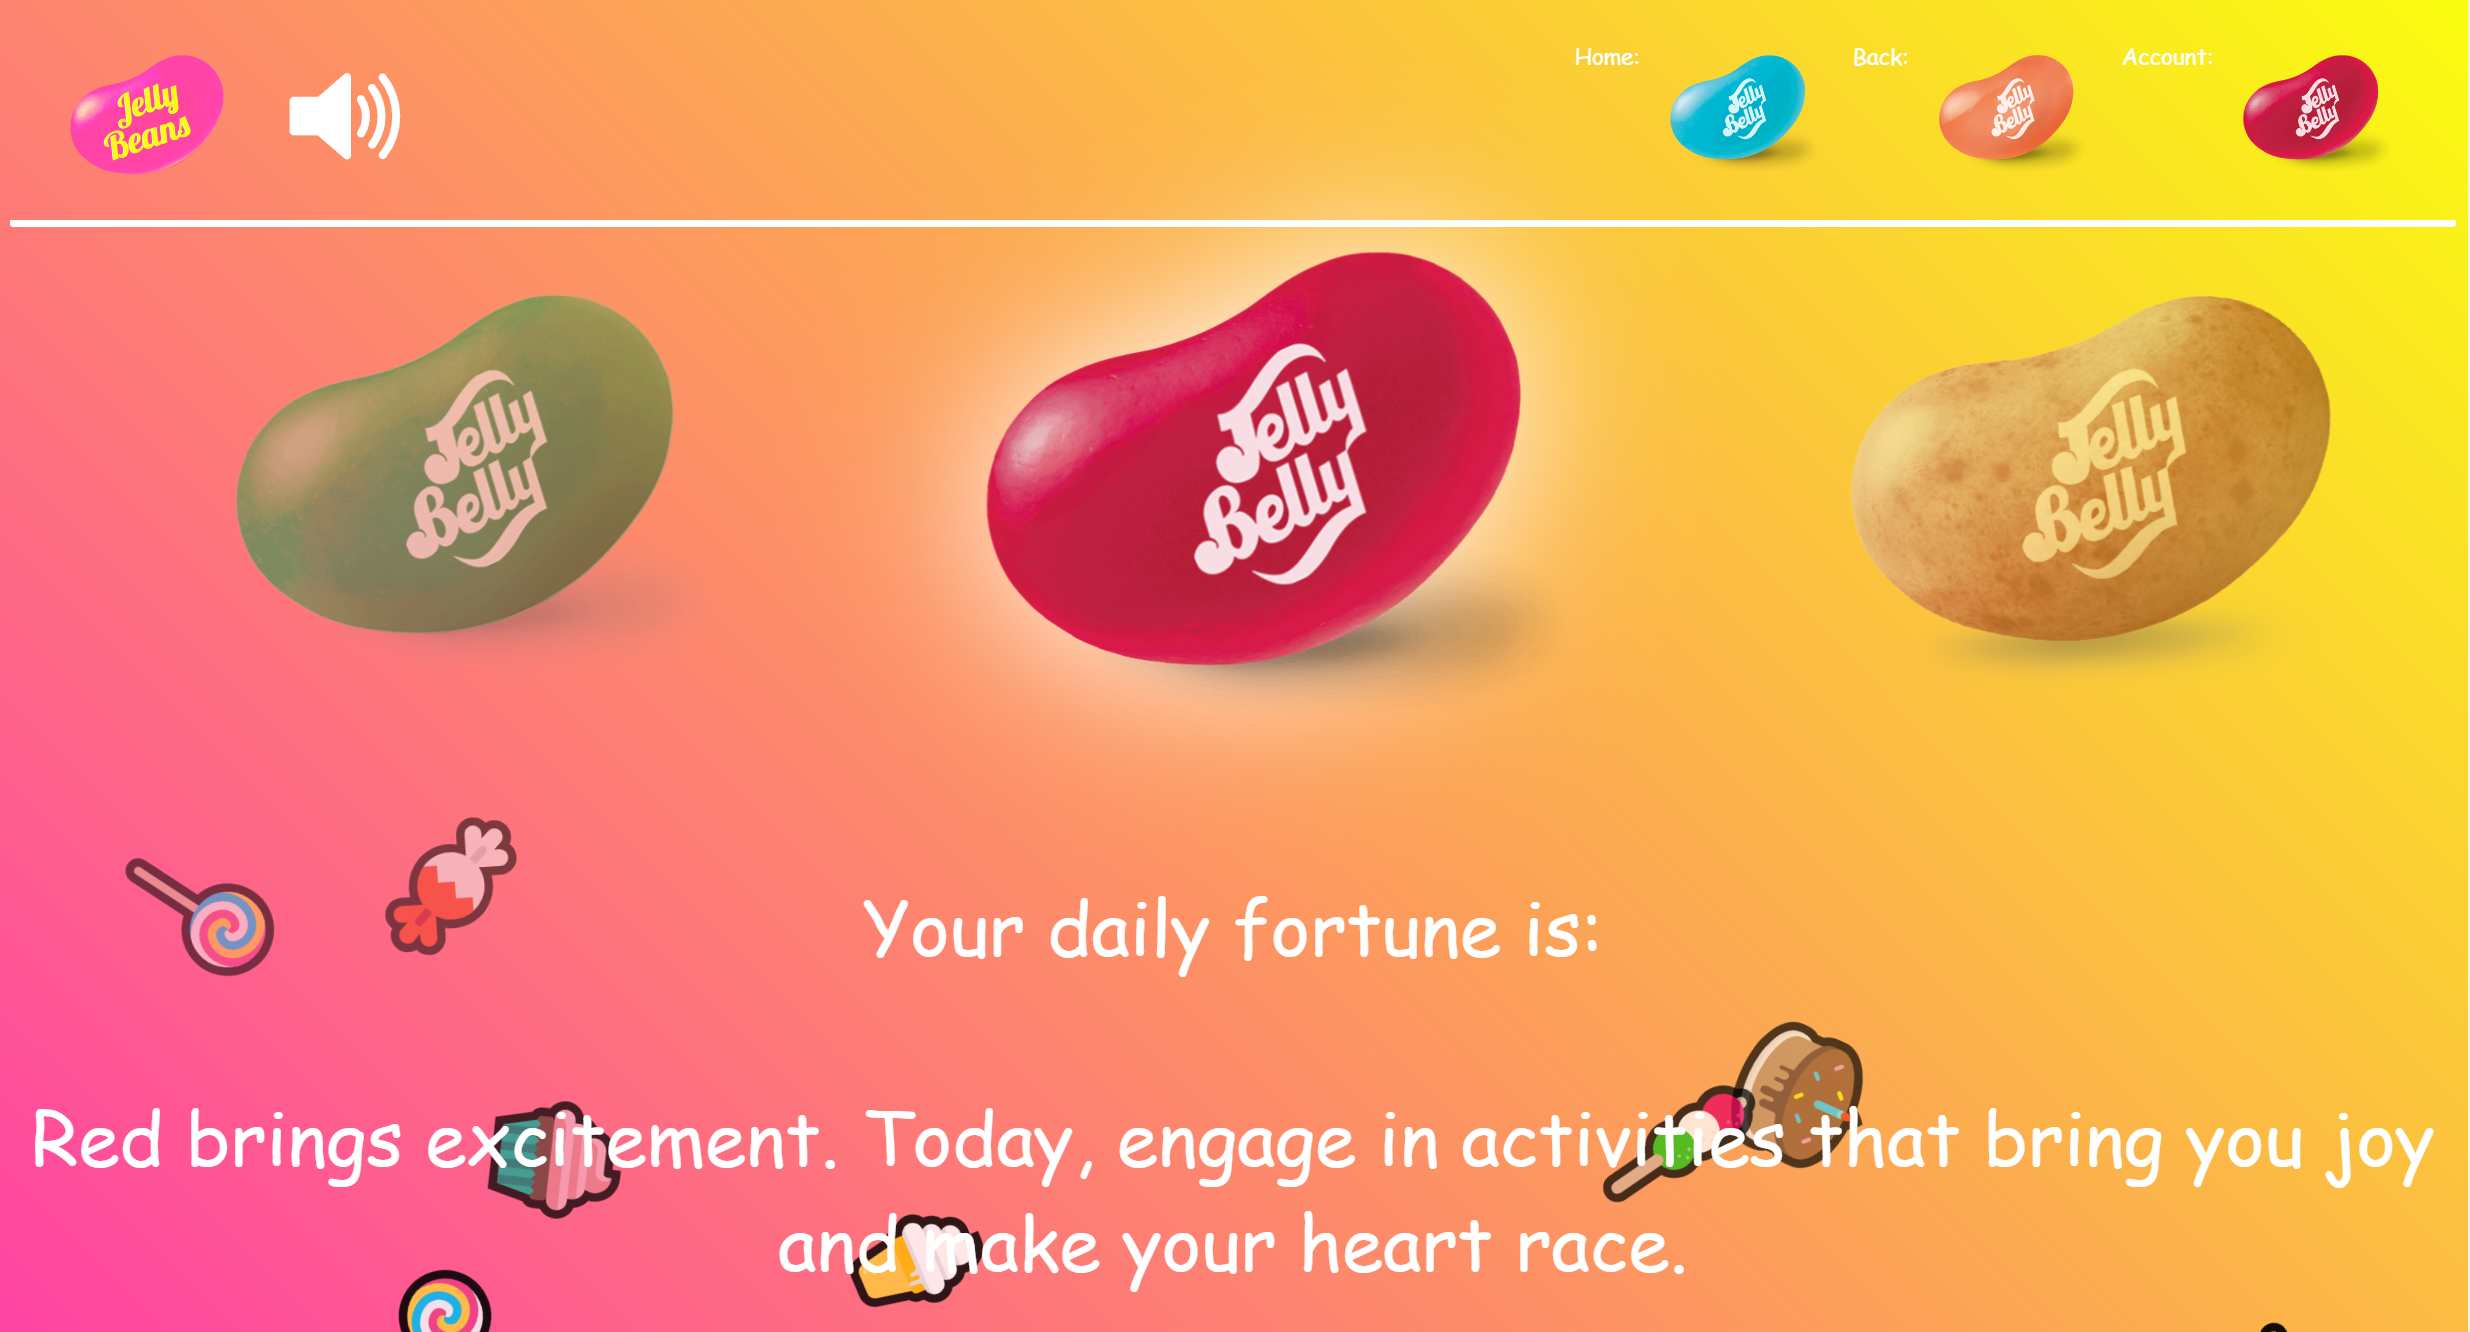 Jelly
Beans
Home:
Jelly
Belly
Back:
Jelly
Belly
Account:
Jelly
Belly
Jelly
Belly
Jelly
Belly
Jelly
Belly
Your daily fortune is:
Red brings excitement. Today, engage in activities that bring you joy
and make your heart race.